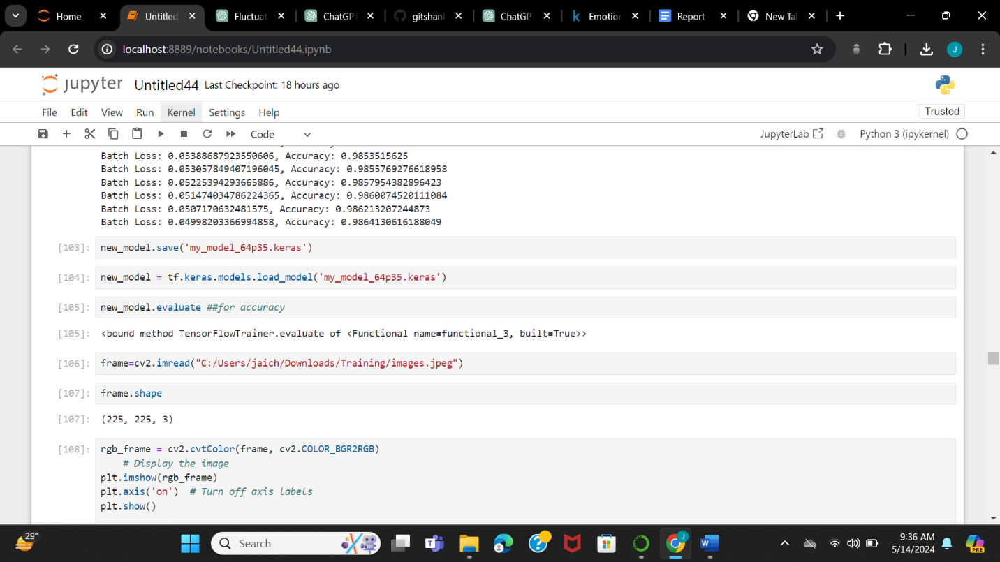 Home
Untitled
Fluctuat
ChatGPT
gitshank
ChatGP
Emotion
Report -
New Tab
localhost:8889/notebooks/Untitled44.ipynb
J
jupyter Untitled44 Last Checkpoint: 18 hours ago
File Edit View Run Kernel Settings Help
Trusted
Code
JupyterLab
Python 3 (ipykernel)
Batch Loss: 0.05388687923550606, Accuracy: 0.9853515625
Batch Loss: 0.053057849407196045, Accuracy: 0.9855769276618958
Batch Loss: 0.05225394293665886, Accuracy: 0.9857954382896423
Batch Loss: 0.051474034786224365, Accuracy: 0.9860074520111084
Batch Loss: 0.0507170632481575, Accuracy: 0.986213207244873
Batch Loss: 0.04998203366994858, Accuracy: 0.9864130616188049
[103]: new_model.save('my_model_64p35.keras')
[104]: new_model = tf.keras.models.load_model('my_model_64p35.keras')
[105]: new_model.evaluate ##for accuracy
[105]: <bound method TensorFlowTrainer.evaluate of <Functional name=functional_3, built=True>>
[106]: frame=cv2.imread("C:/Users/jaich/Downloads/Training/images.jpeg")
[107]: frame.shape
[107]: (225, 225, 3)
[108]: rgb_frame = cv2.cvtColor(frame, cv2.COLOR_BGR2RGB)
# Display the image
plt.imshow(rgb_frame)
plt.axis('on') # Turn off axis labels
plt.show()
29°
Search
9:36 AM
5/14/2024
PRE